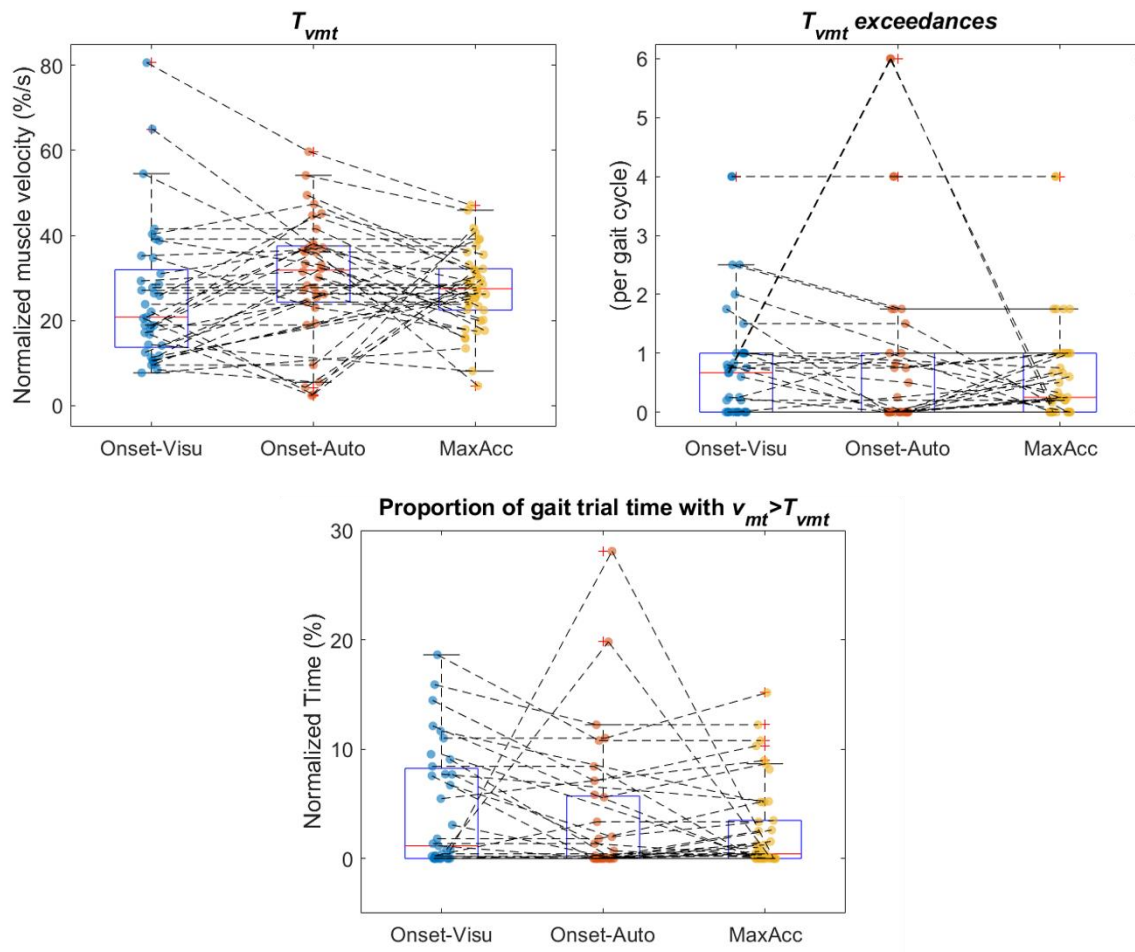 T_vmt
Normalized muscle velocity (%/s)
80
60
40
20
0
Onset-Visu Onset-Auto MaxAcc
T_vmt exceedances
(per gait cycle)
6
5
4
3
2
1
0
Onset-Visu Onset-Auto MaxAcc
Proportion of gait trial time with v_mt>T_vmt
Normalized Time (%)
30
20
10
0
Onset-Visu Onset-Auto MaxAcc